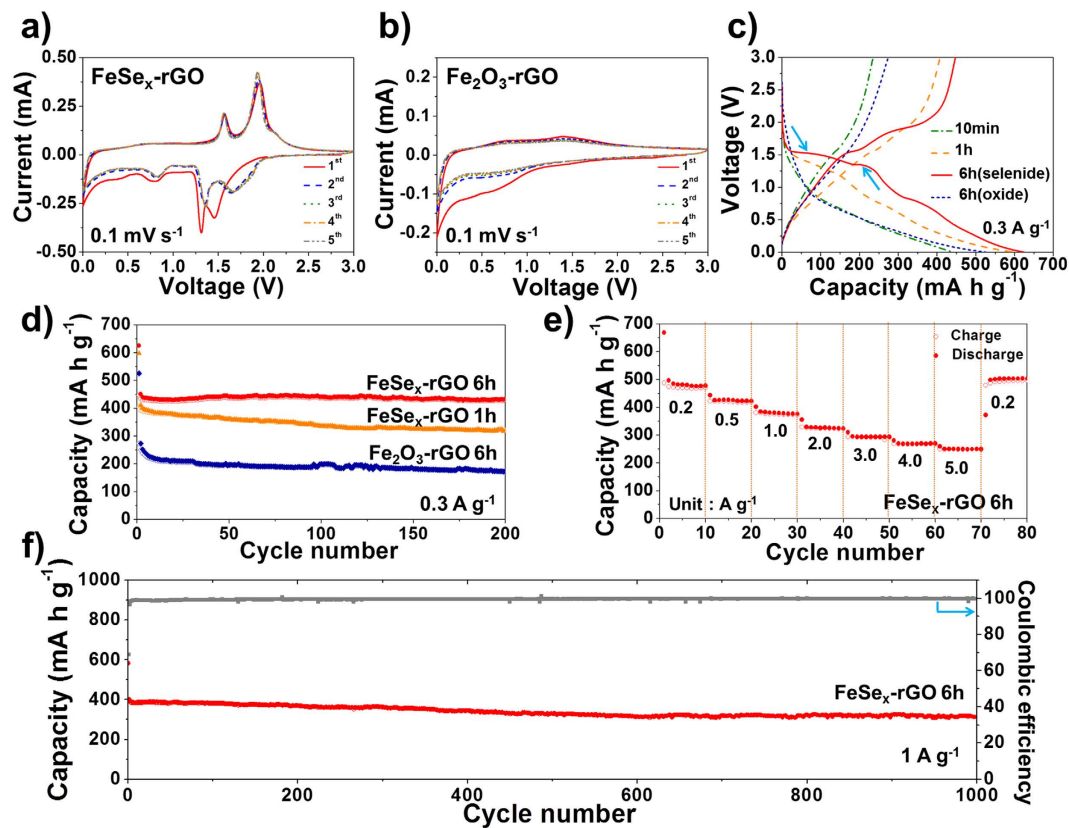 a)
Current (mA)
0.50
0.25
0.00
0.25
-0.50
FeSeₓ-rGO
1st
2nd
3rd
4th
5th
0.1 mV s⁻¹
0.0 0.5 1.0 1.5 2.0 2.5 3.0
Voltage (V)
b)
Current (mA)
0.2
0.1
0.0
-0.1
-0.2
Fe₂O₃-rGO
1st
2nd
3rd
4th
5th
0.1 mV s⁻¹
0.0 0.5 1.0 1.5 2.0 2.5 3.0
Voltage (V)
c)
Voltage (V)
3.0
2.5
2.0
1.5
1.0
0.5
0.0
10min
1h
6h(selenide)
6h(oxide)
0.3 A g⁻¹
0 100 200 300 400 500 600 700
Capacity (mA h g⁻¹)
d)
Capacity (mA h g⁻¹)
700
600
500
400
300
200
100
0
FeSeₓ-rGO 6h
FeSeₓ-rGO 1h
Fe₂O₃-rGO 6h
0.3 A g⁻¹
0 50 100 150 200
Cycle number
e)
Capacity (mA h g⁻¹)
700
600
500
400
300
200
100
0
Charge
Discharge
0.2 0.5 1.0 2.0 3.0 4.0 5.0 0.2
Unit : A g⁻¹
FeSeₓ-rGO 6h
0 10 20 30 40 50 60 70 80
Cycle number
f)
Capacity (mA h g⁻¹)
1000
800
600
400
200
0
FeSeₓ-rGO 6h
1 A g⁻¹
100
80
60
40
20
0
Coulombic efficiency
0 200 400 600 800 1000
Cycle number